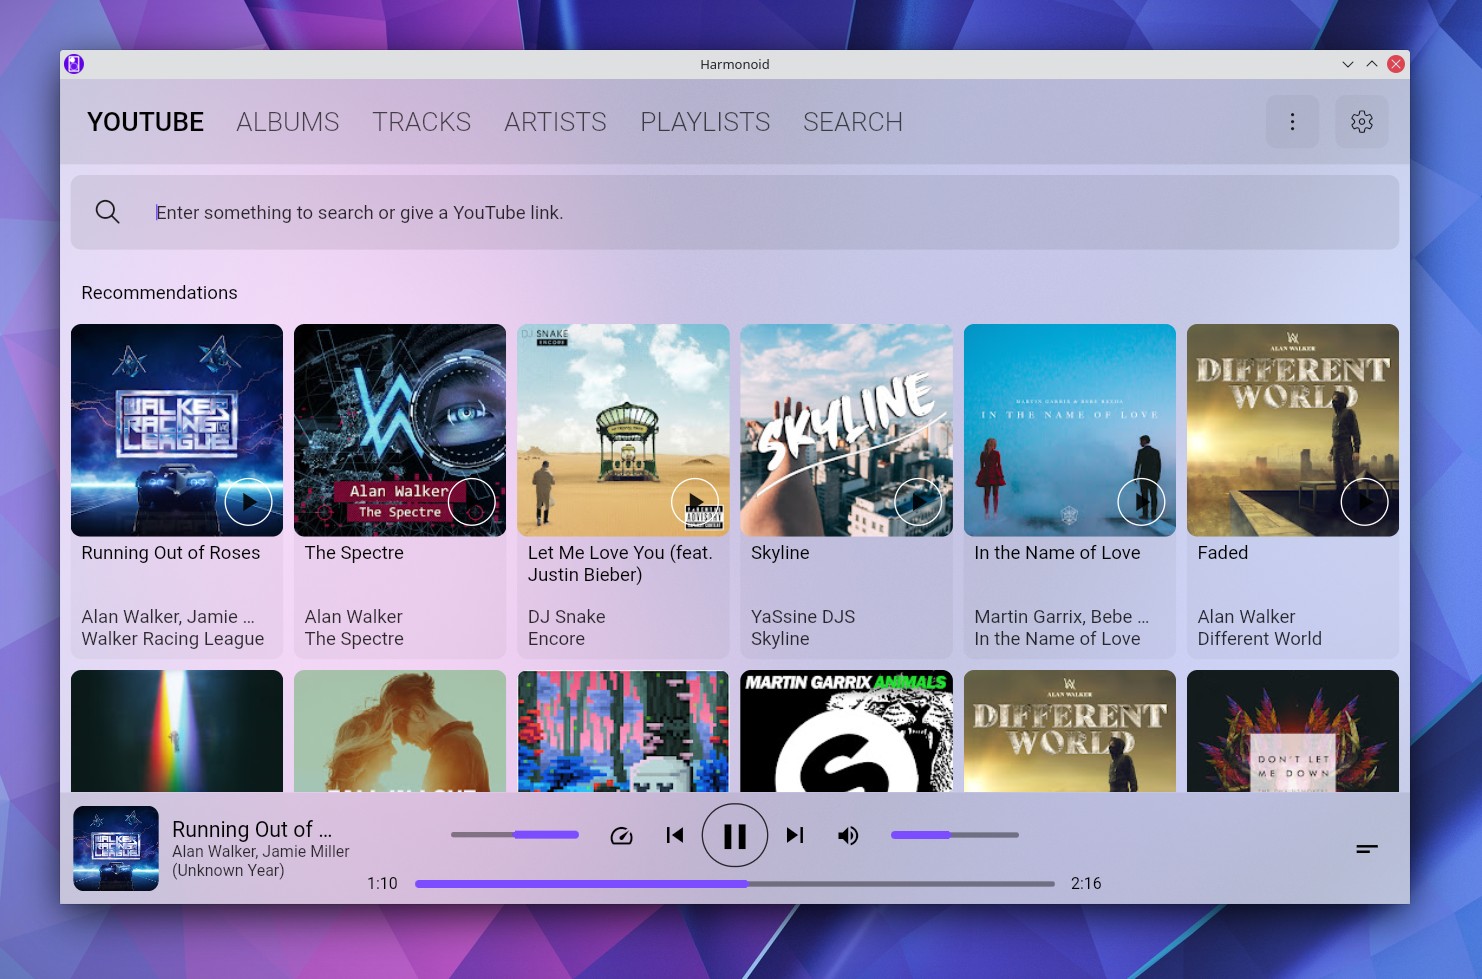 Harmonoid
YOUTUBE ALBUMS TRACKS ARTISTS PLAYLISTS SEARCH
Enter something to search or give a YouTube link.
Recommendations
WALKER
RACING
LEAGUE
Alan Walker
The Spectre
DJ SNAKE
ENCORE
PARENTAL
ADVISORY
EXPLICIT CONTENT
SKYLINE
MARTIN GARRIX & BEBE REXHA
IN THE NAME OF LOVE
ALAN WALKER
DIFFERENT
WORLD
Running Out of Roses
Alan Walker, Jamie ...
Walker Racing League
The Spectre
Alan Walker
The Spectre
Let Me Love You (feat.
Justin Bieber)
DJ Snake
Encore
Skyline
YaSsine DJS
Skyline
In the Name of Love
Martin Garrix, Bebe ...
In the Name of Love
Faded
Alan Walker
Different World
MARTIN GARRIX ANIMALS
ALAN WALKER
DIFFERENT
WORLD
DON'T LET
ME DOWN
WALKER
RACING
LEAGUE
Running Out of ...
Alan Walker, Jamie Miller
(Unknown Year)
1:10
2:16